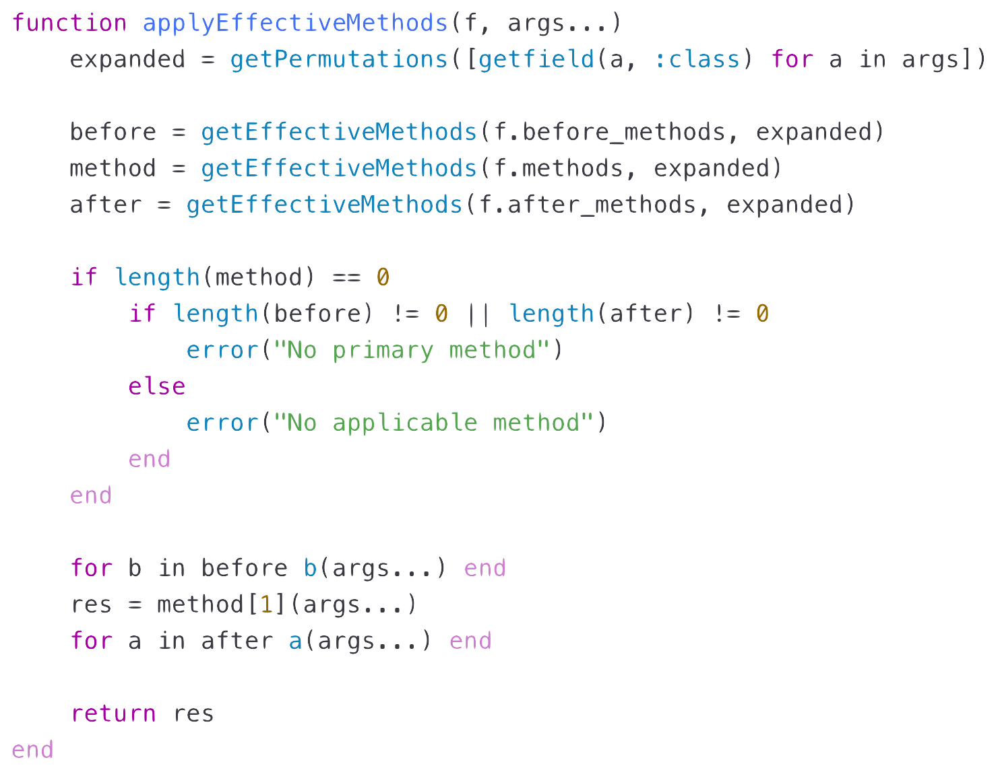 function applyEffectiveMethods(f, args...)
    expanded = getPermutations([getfield(a, :class) for a in args])

    before = getEffectiveMethods(f.before_methods, expanded)
    method = getEffectiveMethods(f.methods, expanded)
    after = getEffectiveMethods(f.after_methods, expanded)

    if length(method) == 0
        if length(before) != 0 || length(after) != 0
            error("No primary method")
        else
            error("No applicable method")
        end
    end

    for b in before b(args...) end
    res = method[1](args...)
    for a in after a(args...) end

    return res
end